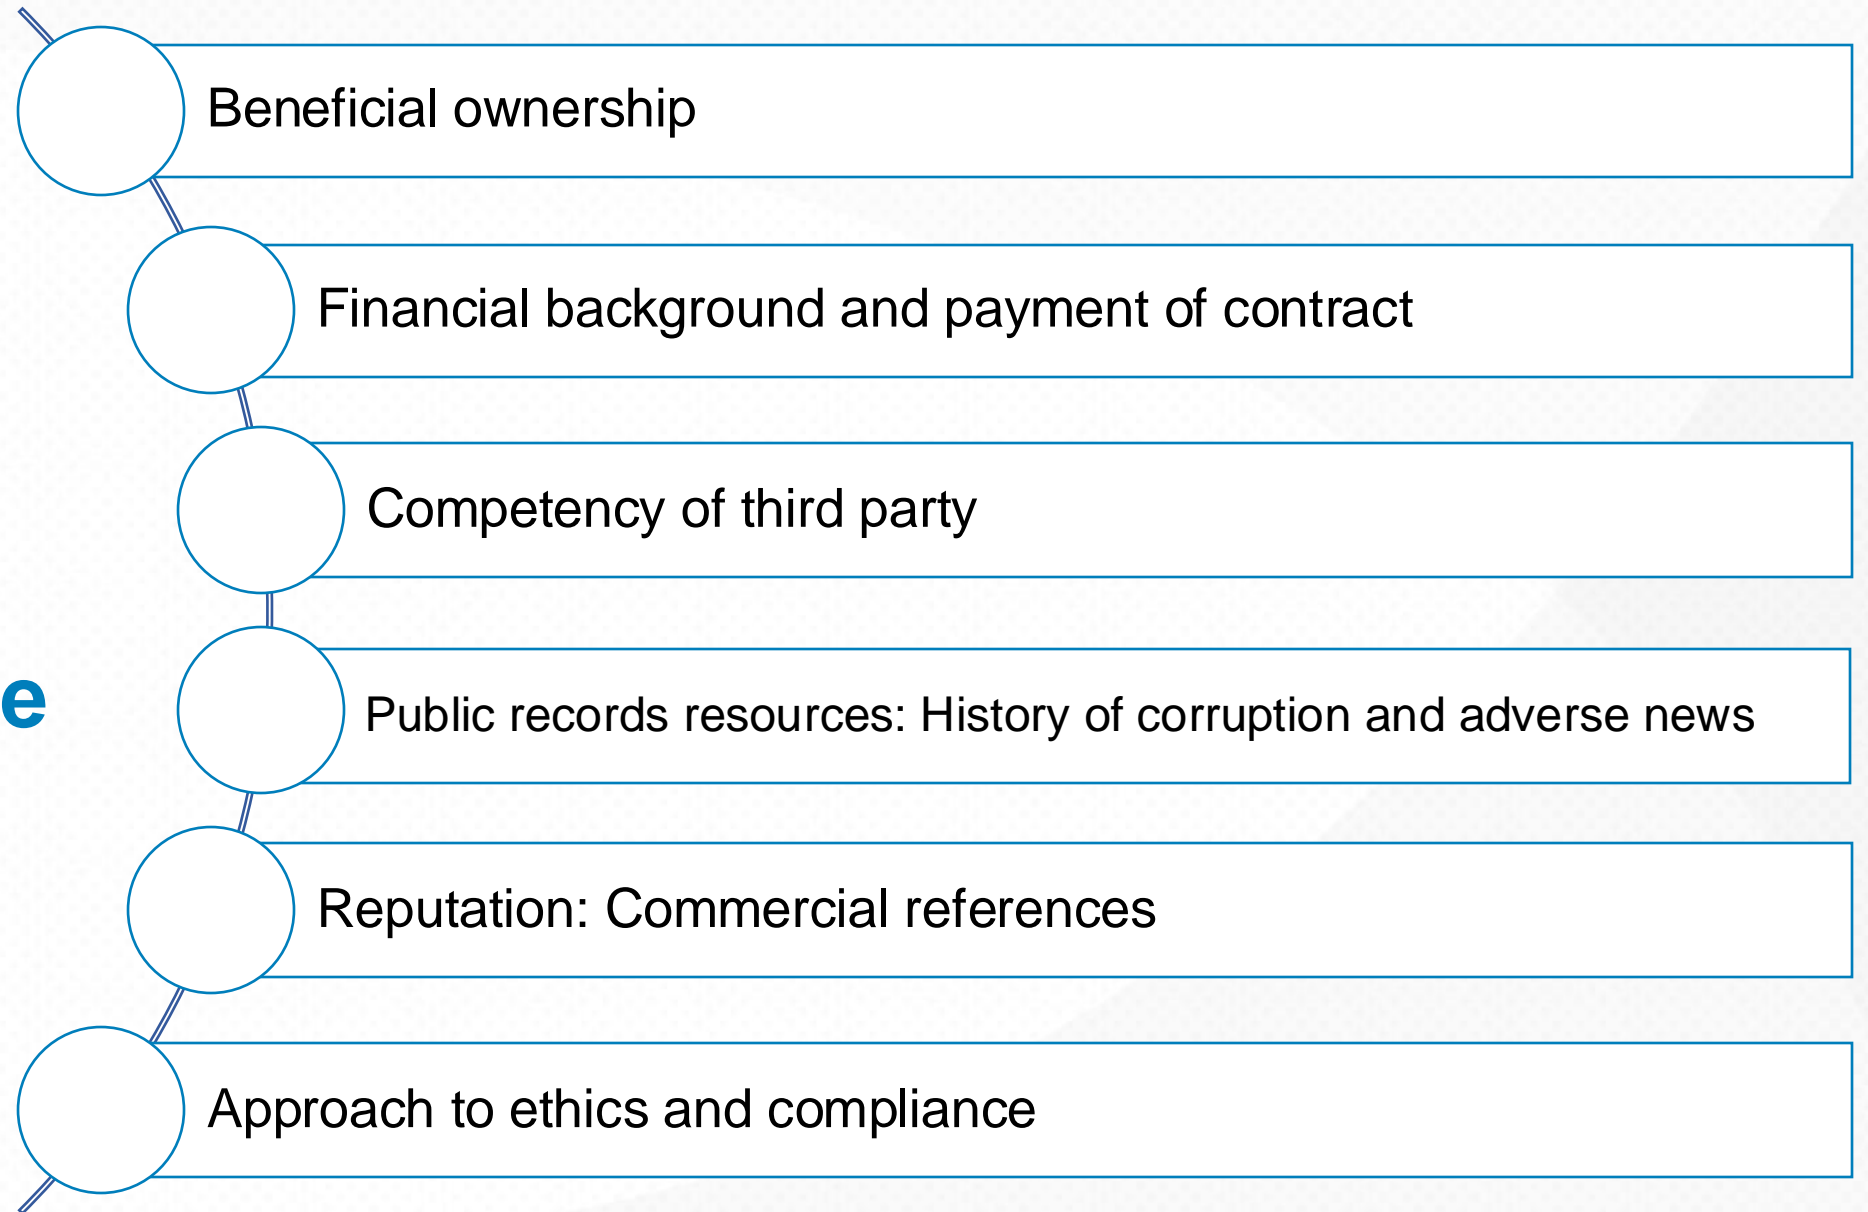 Beneficial ownership
Financial background and payment of contract
Competency of third party
e
Public records resources: History of corruption and adverse news
Reputation: Commercial references
Approach to ethics and compliance